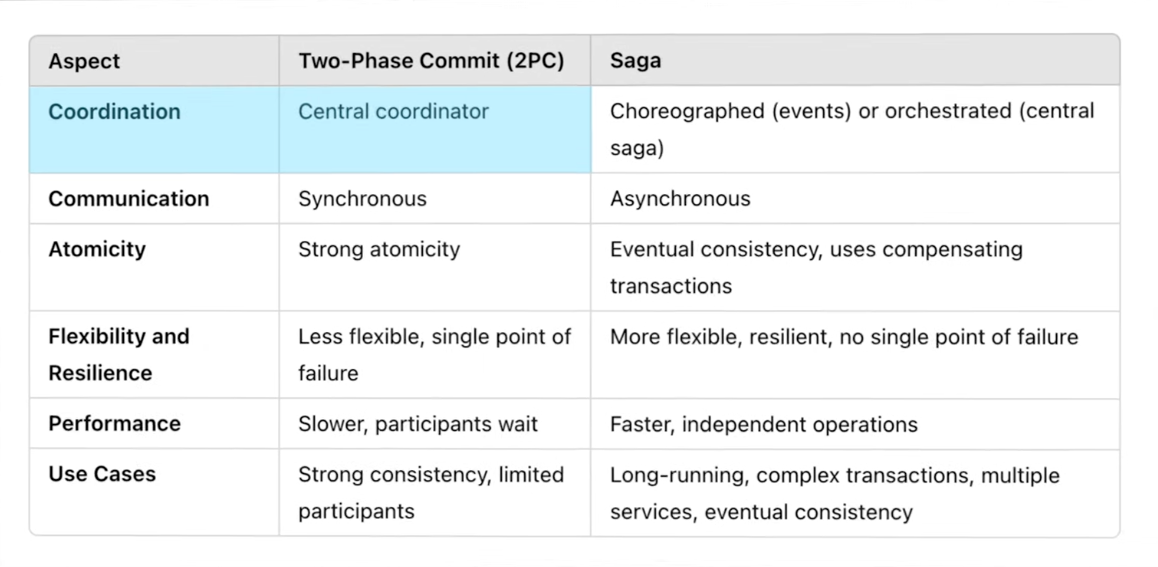 Aspect Two-Phase Commit (2PC) Saga
Coordination Central coordinator Choreographed (events) or orchestrated (central
saga)
Communication Synchronous Asynchronous
Atomicity Strong atomicity Eventual consistency, uses compensating
transactions
Flexibility and Less flexible, single point of More flexible, resilient, no single point of failure
Resilience failure
Performance Slower, participants wait Faster, independent operations
Use Cases Strong consistency, limited Long-running, complex transactions, multiple
participants services, eventual consistency